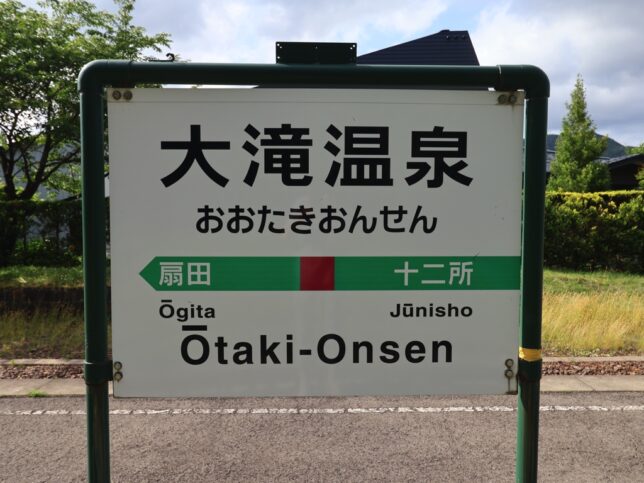 大滝温泉
おおたきおんせん
扇田 十二所
Ōgita Jūnisho
Ōtaki-Onsen